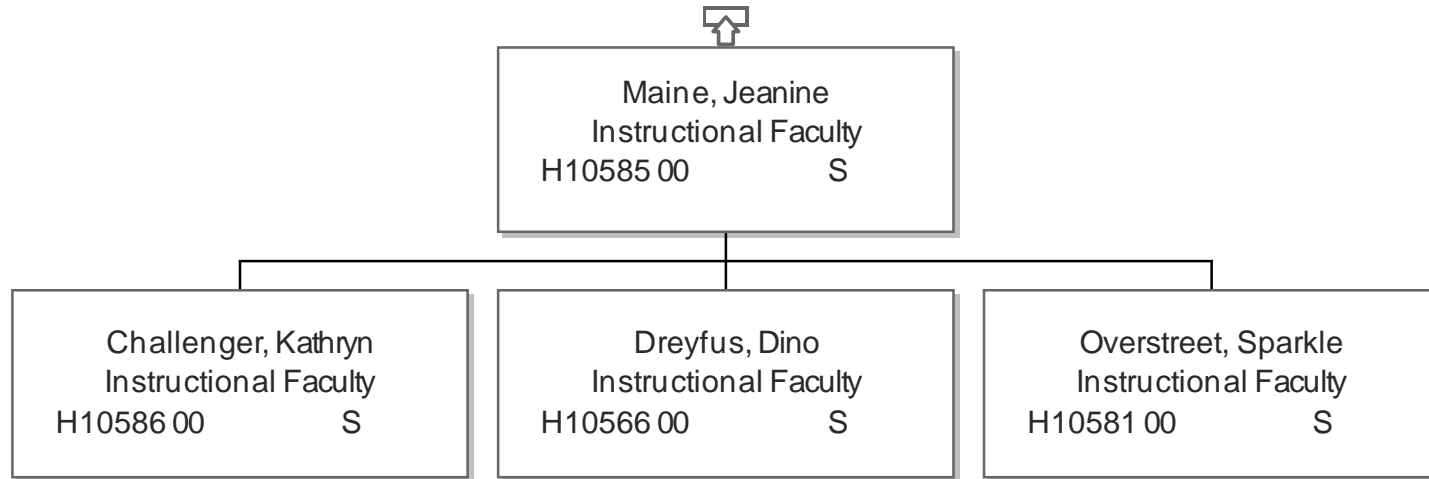 Maine, Jeanine
Instructional Faculty
H10585 00 S
Challenger, Kathryn
Instructional Faculty
H10586 00 S
Dreyfus, Dino
Instructional Faculty
H10566 00 S
Overstreet, Sparkle
Instructional Faculty
H10581 00 S